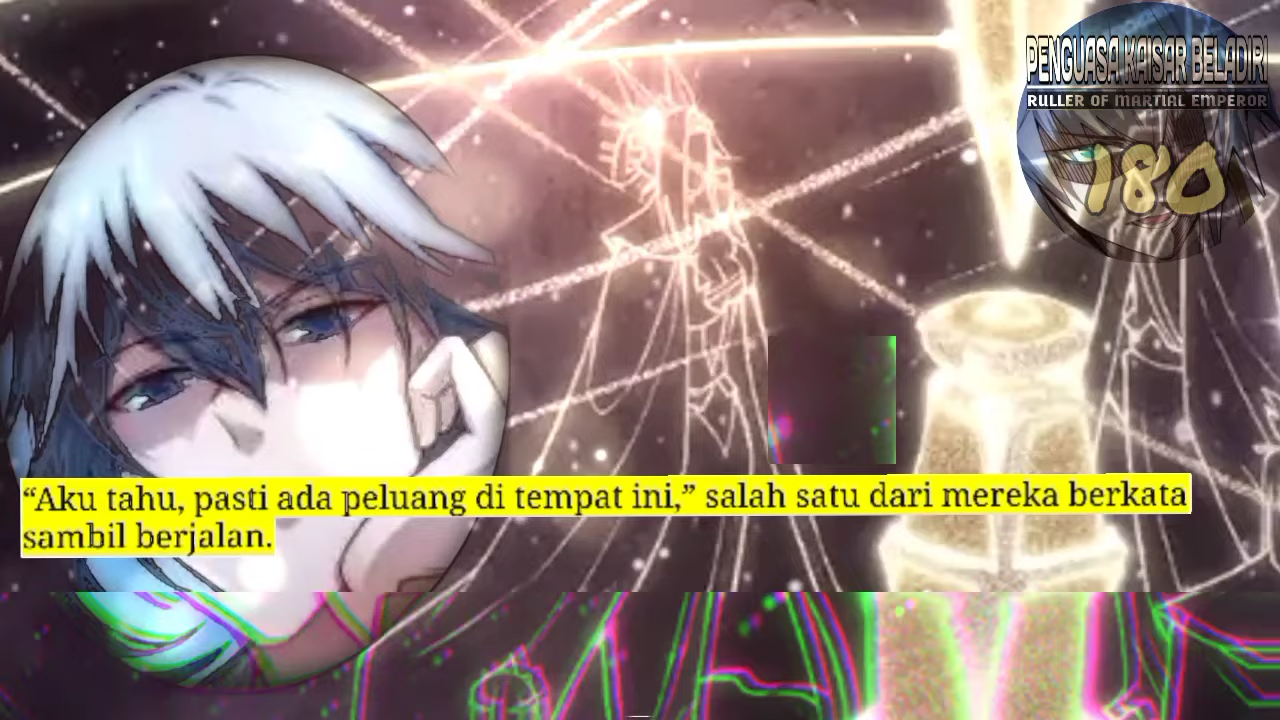 PENGUASA KAISAR BELADIRI
RULLER OF MARTIAL EMPEROR
780
“Aku tahu, pasti ada peluang di tempat ini,” salah satu dari mereka berkata
sambil berjalan.